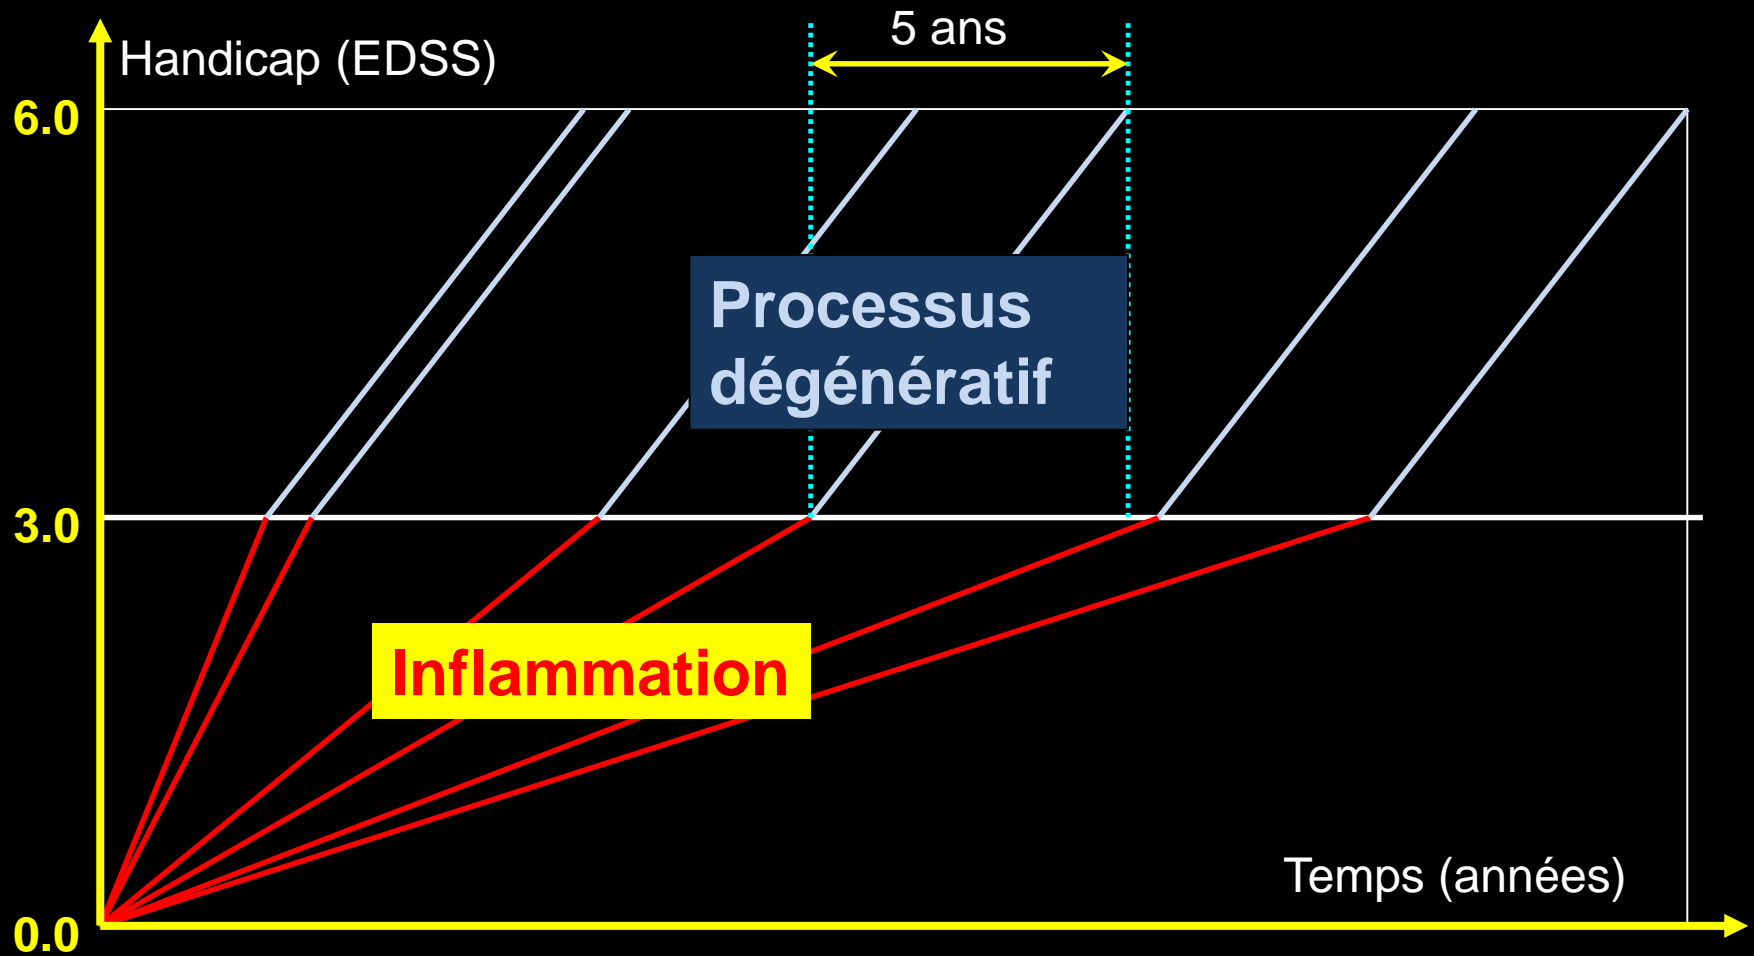 5 ans
Handicap (EDSS)
6.0
Processus
dégénératif
3.0
Inflammation
Temps (années)
0.0